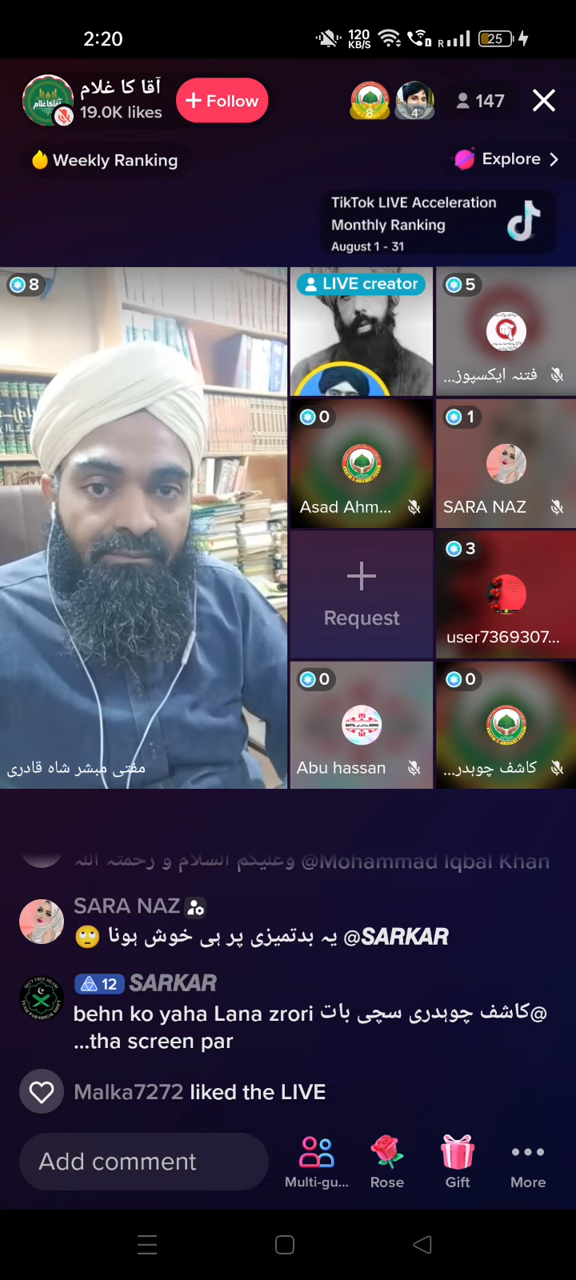 2:20
120
KB/S
R
25
آقا کا غلام
19.0K likes
+ Follow
8
4
147
Weekly Ranking
Explore >
TikTok LIVE Acceleration
Monthly Ranking
August 1 - 31
8
LIVE creator
5
فتنہ ایکسپوز...
0
Asad Ahm...
1
SARA NAZ
Request
3
user7369307...
مفتی مبشر شاہ قادری
0
Abu hassan
0
کاشف چوہدر...
@Mohammad Iqbal Khan وعلیکم السلام و رحمتہ اللہ
SARA NAZ
@SARKAR یہ بدتمیزی پر ہی خوش ہونا 🙄
12 SARKAR
@کاشف چوہدری سچی بات behn ko yaha Lana zrori
tha screen par...
Malka7272 liked the LIVE
Add comment
Multi-gu...
Rose
Gift
More